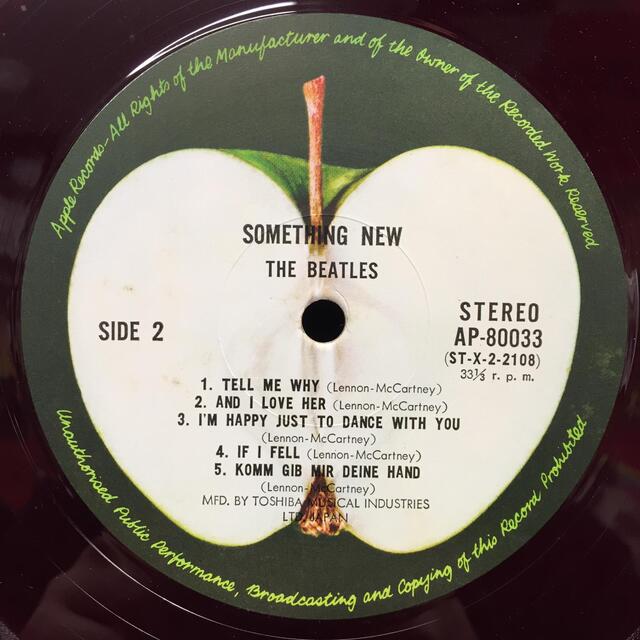 Apple Records-All Rights of the Manufacturer and of the Owner of the Recorded Work Reserved
SOMETHING NEW
THE BEATLES
SIDE 2
STEREO
AP-80033
(ST-X-2-2108)
33⅓ r. p. m.
1. TELL ME WHY (Lennon-McCartney)
2. AND I LOVE HER (Lennon-McCartney)
3. I'M HAPPY JUST TO DANCE WITH YOU
(Lennon-McCartney)
4. IF I FELL (Lennon-McCartney)
5. KOMM GIB MIR DEINE HAND
(Lennon-McCartney)
MFD. BY TOSHIBA MUSICAL INDUSTRIES
LTD. JAPAN
Unauthorised Public Performance, Broadcasting and Copying of this Record Prohibited